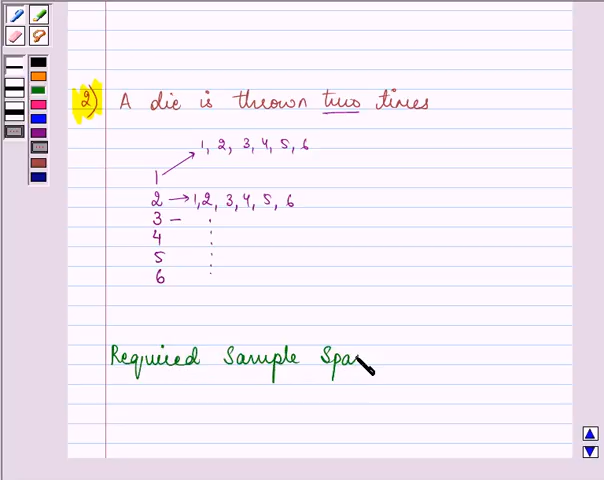 2) A die is thrown two times
1, 2, 3, 4, 5, 6
1
2 → 1, 2, 3, 4, 5, 6
3 –
4
5
6
Required Sample Spa